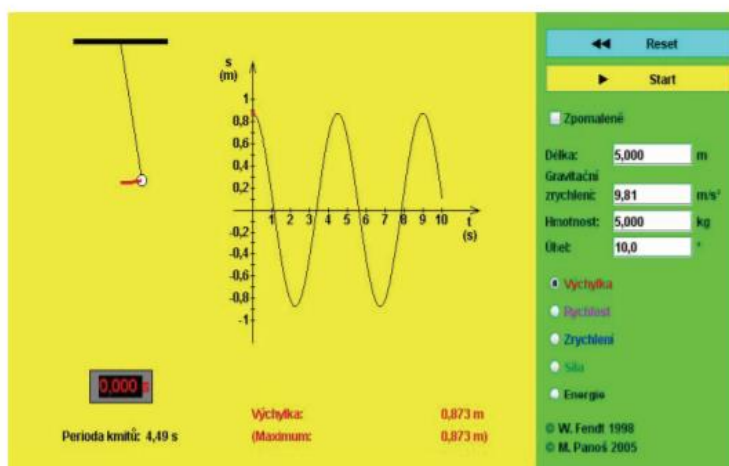 s
(m)
1
0,8
0,6
0,4
0,2
-0,2
-0,4
-0,6
-0,8
-1
1 2 3 4 5 6 7 8 9 10
t
(s)
0,000 s
Perioda kmitů: 4,49 s
Výchylka: 0,873 m
(Maximum: 0,873 m)
Reset
Start
Zpomaleně
Délka: 5,000 m
Gravitační
zrychlení: 9,81 m/s²
Hmotnost: 5,000 kg
Úhel: 10,0 °
Výchylka
Rychlost
Zrychlení
Síla
Energie
© W. Fendt 1998
© M. Panoš 2005